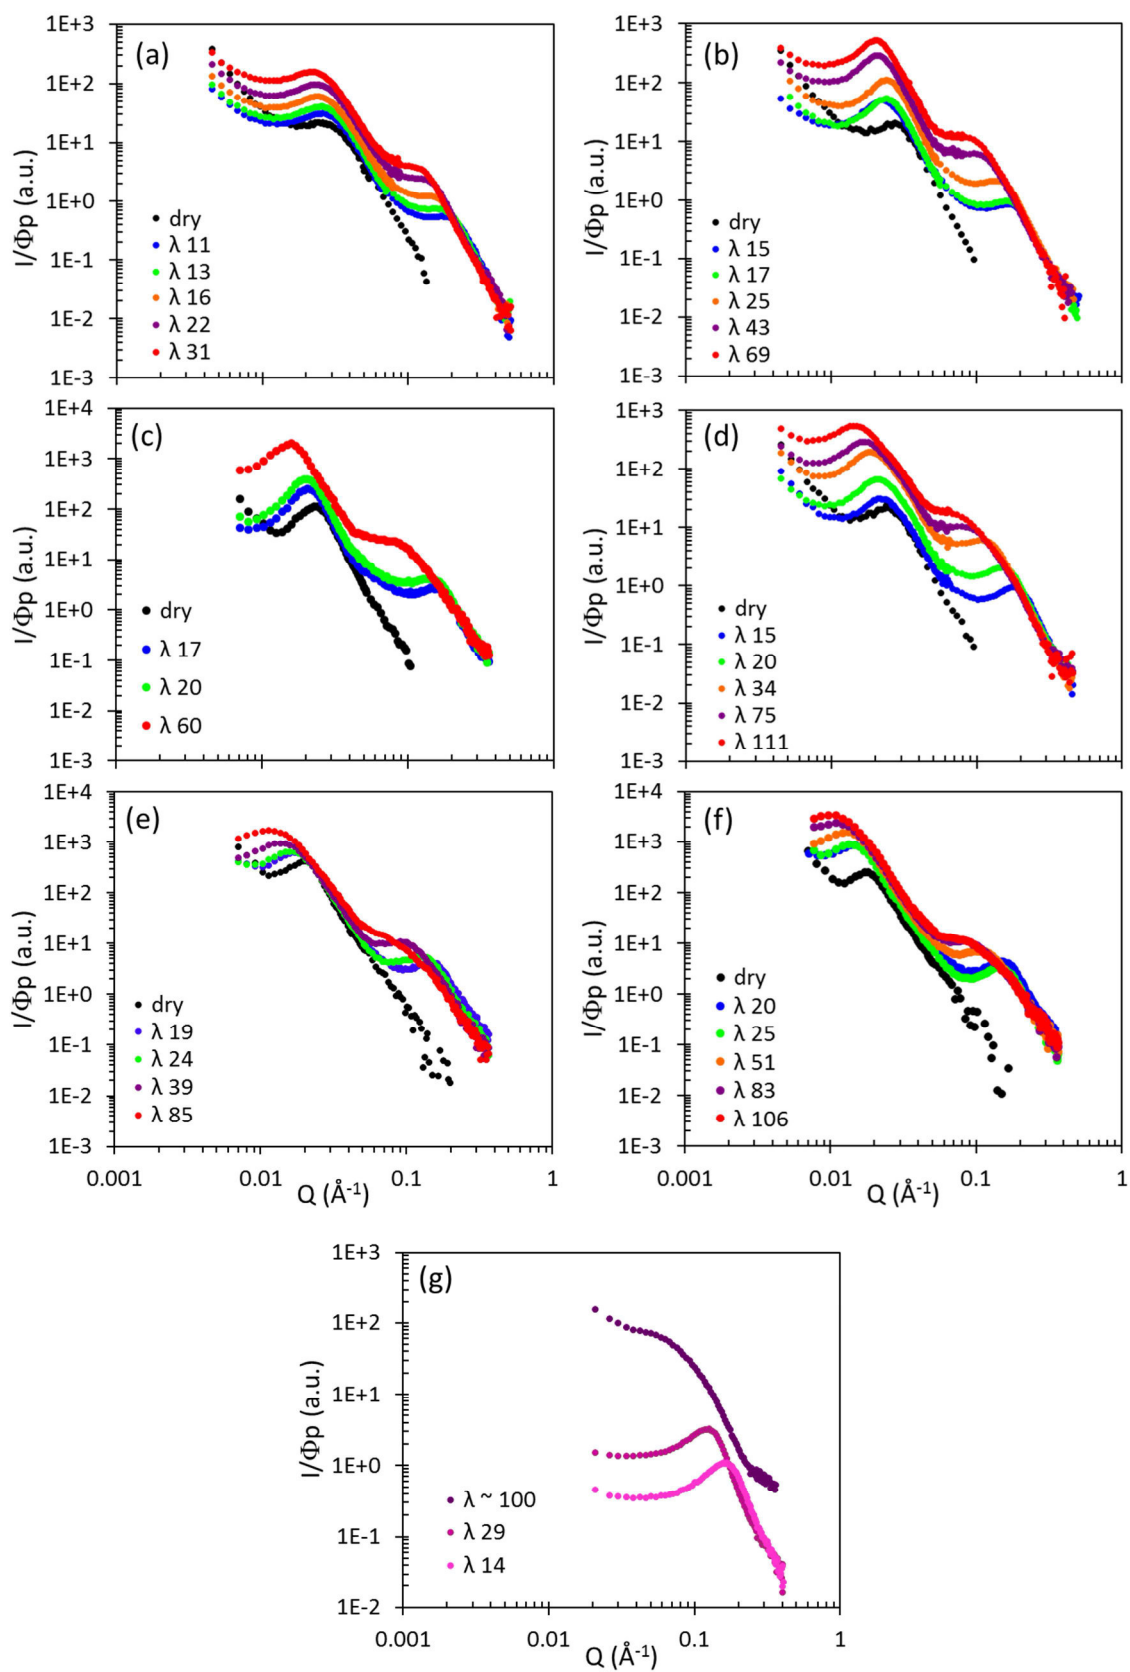 (a)
1E+3
1E+2
1E+1
1E+0
1E-1
1E-2
1E-3
I/Φp (a.u.)
dry
λ 11
λ 13
λ 16
λ 22
λ 31
(b)
1E+3
1E+2
1E+1
1E+0
1E-1
1E-2
1E-3
I/Φp (a.u.)
dry
λ 15
λ 17
λ 25
λ 43
λ 69
(c)
1E+4
1E+3
1E+2
1E+1
1E+0
1E-1
1E-2
1E-3
I/Φp (a.u.)
dry
λ 17
λ 20
λ 60
(d)
1E+3
1E+2
1E+1
1E+0
1E-1
1E-2
1E-3
I/Φp (a.u.)
dry
λ 15
λ 20
λ 34
λ 75
λ 111
(e)
1E+4
1E+3
1E+2
1E+1
1E+0
1E-1
1E-2
1E-3
I/Φp (a.u.)
dry
λ 19
λ 24
λ 39
λ 85
0.001 0.01 0.1 1
Q (Å-1)
(f)
1E+4
1E+3
1E+2
1E+1
1E+0
1E-1
1E-2
1E-3
I/Φp (a.u.)
dry
λ 20
λ 25
λ 51
λ 83
λ 106
0.001 0.01 0.1 1
Q (Å-1)
(g)
1E+3
1E+2
1E+1
1E+0
1E-1
1E-2
I/Φp (a.u.)
λ ~ 100
λ 29
λ 14
0.001 0.01 0.1 1
Q (Å-1)